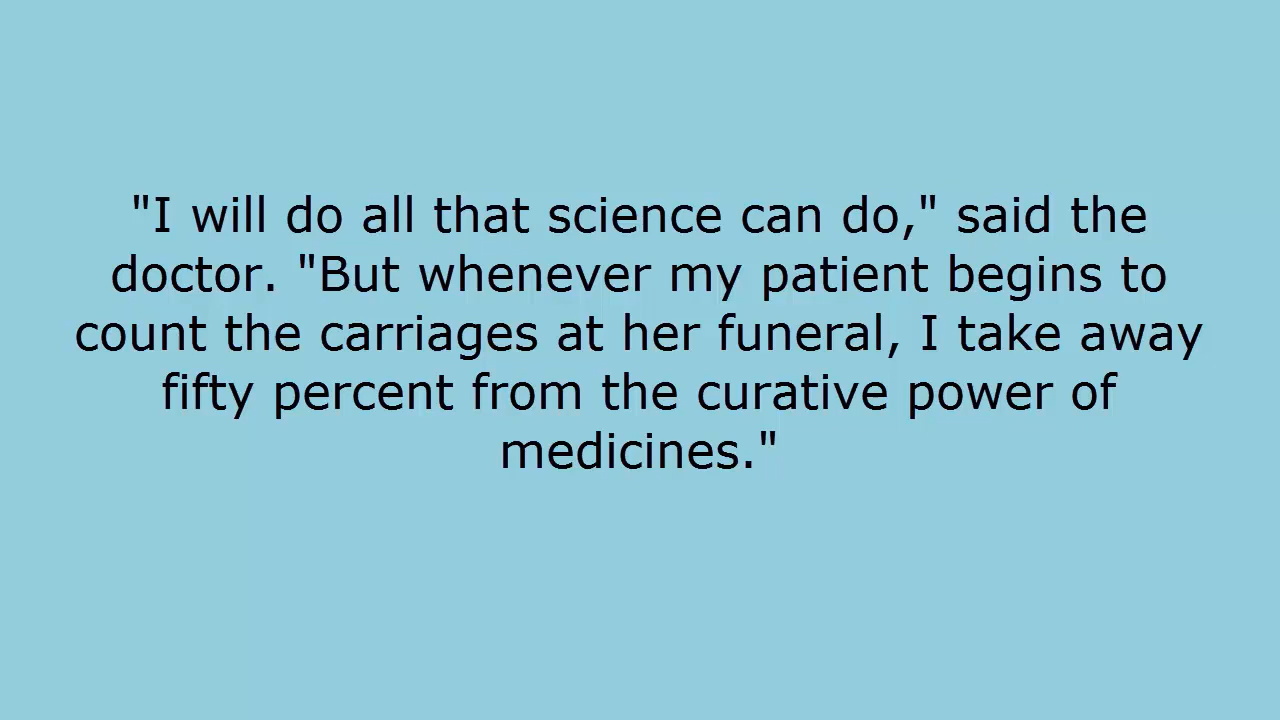 "I will do all that science can do," said the
doctor. "But whenever my patient begins to
count the carriages at her funeral, I take away
fifty percent from the curative power of
medicines."